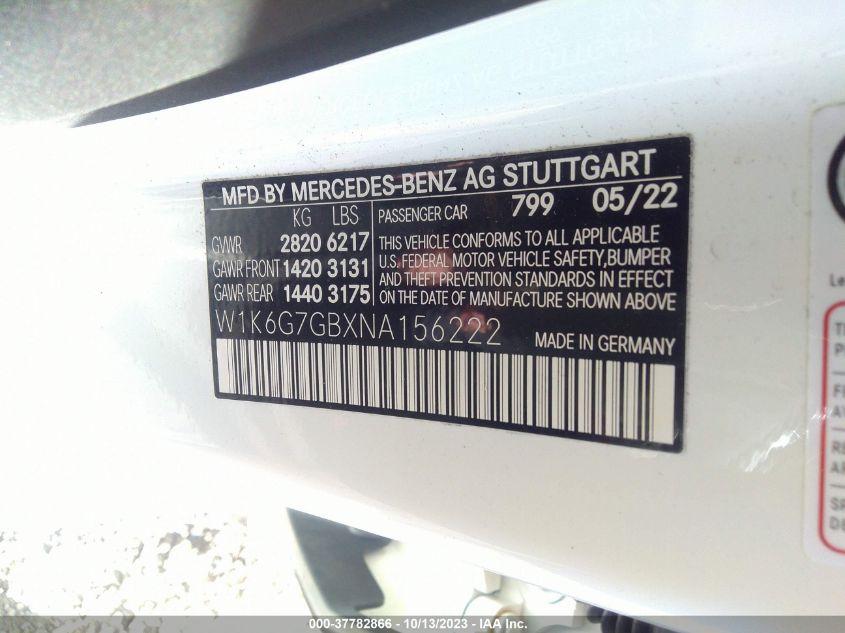 MFD BY MERCEDES-BENZ AG STUTTGART
KG LBS
GVWR 2820 6217
GAWR FRONT 1420 3131
GAWR REAR 1440 3175
PASSENGER CAR 799 05/22
THIS VEHICLE CONFORMS TO ALL APPLICABLE
U.S. FEDERAL MOTOR VEHICLE SAFETY, BUMPER
AND THEFT PREVENTION STANDARDS IN EFFECT
ON THE DATE OF MANUFACTURE SHOWN ABOVE
W1K6G7GBXNA156222
MADE IN GERMANY
Le
000-37782866 - 10/13/2023 - IAA Inc.